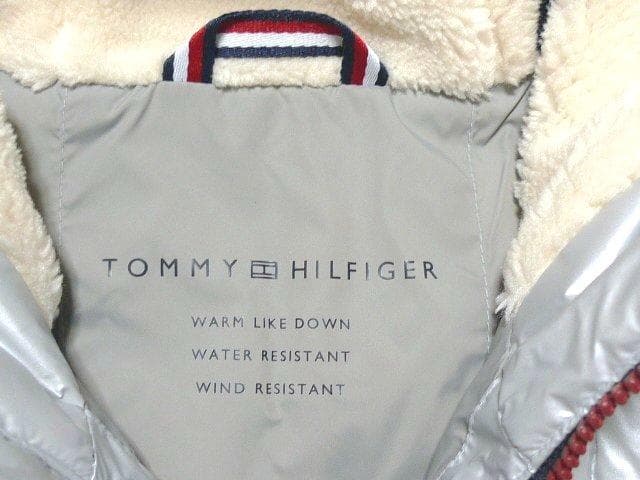 TOMMY HILFIGER
WARM LIKE DOWN
WATER RESISTANT
WIND RESISTANT